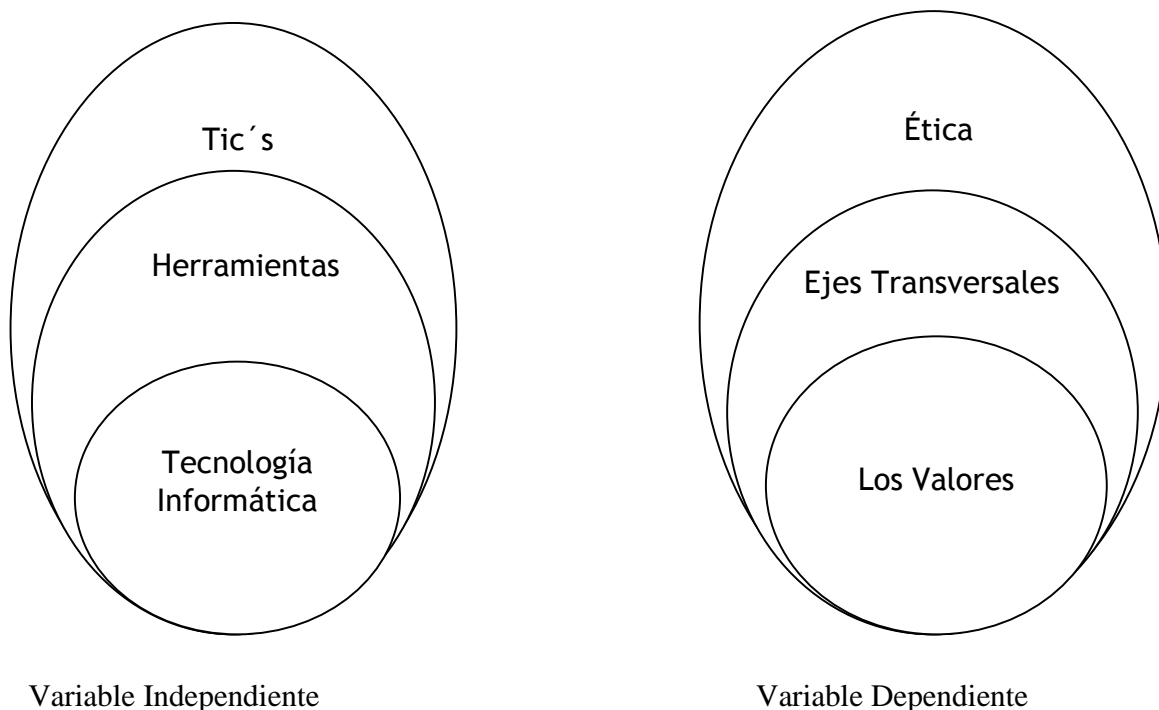 Tic´s
Herramientas
Tecnología
Informática
Ética
Ejes Transversales
Los Valores
Variable Independiente
Variable Dependiente